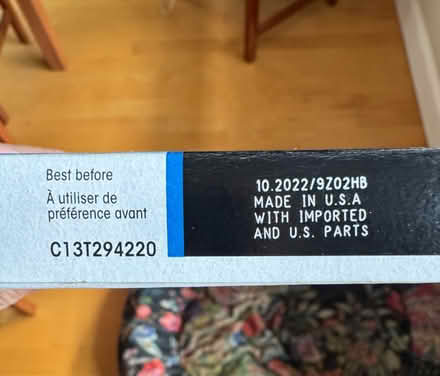 Best before
À utiliser de
préférence avant
C13T294220
10.2022/9Z02HB
MADE IN U.S.A
WITH IMPORTED
AND U.S. PARTS